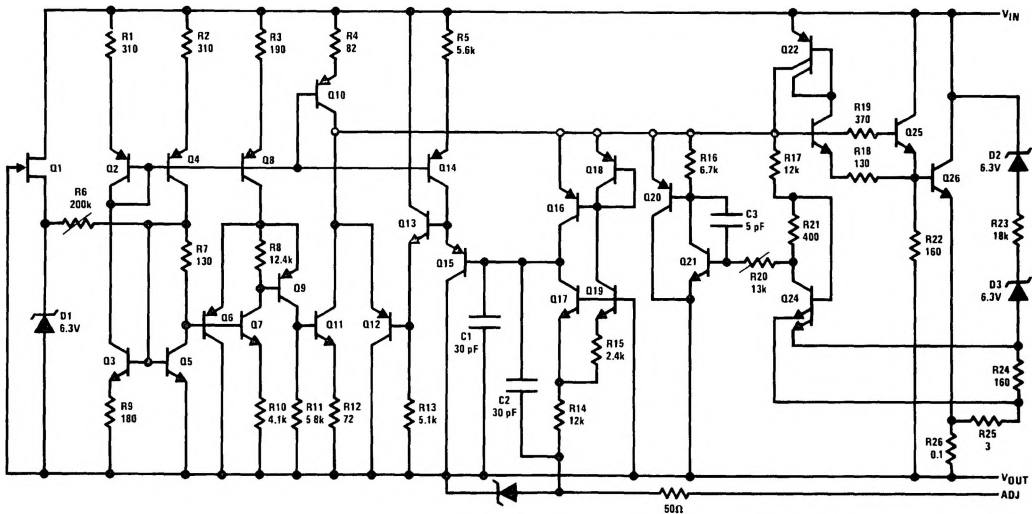 VIN
R1
310
R2
310
R3
190
R4
82
R5
5.6k
Q22
Q10
R19
370
Q25
R18
130
R17
12k
Q1
Q2
Q4
Q8
Q14
Q18
Q16
Q20
R16
6.7k
Q26
D2
6.3V
R6
200k
Q13
C3
5 pF
R21
400
R22
160
R23
18k
R7
130
R8
12.4k
Q9
Q15
Q21
R20
13k
D1
6.3V
Q6
Q7
Q11
Q12
Q17
Q19
Q24
D3
6.3V
C1
30 pF
R15
2.4k
Q3
Q5
R24
160
R9
180
R10
4.1k
R11
5.8k
R12
72
R13
5.1k
C2
30 pF
R14
12k
R26
0.1
R25
3
VOUT
ADJ
50Ω